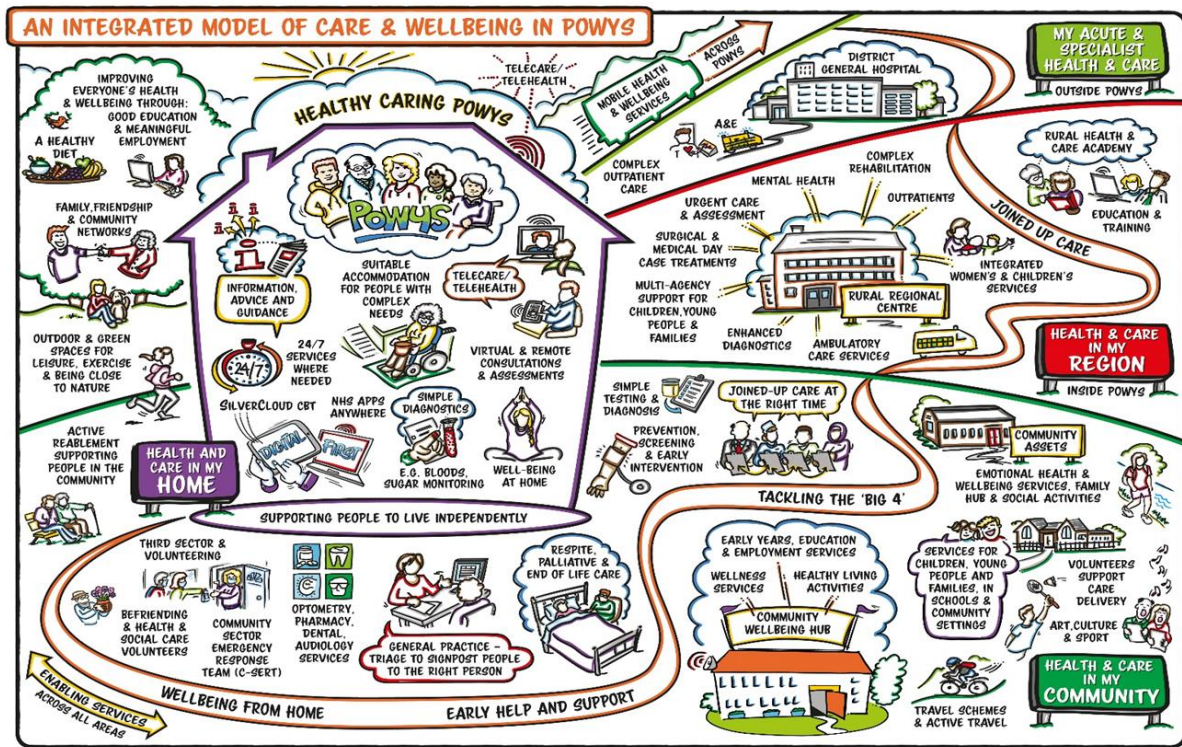 AN INTEGRATED MODEL OF CARE & WELLBEING IN POWYS
IMPROVING
EVERYONE'S HEALTH
& WELLBEING THROUGH:
GOOD EDUCATION
& MEANINGFUL
EMPLOYMENT
A HEALTHY
DIET
FAMILY, FRIENDSHIP
& COMMUNITY
NETWORKS
OUTDOOR & GREEN
SPACES FOR
LEISURE, EXERCISE
& BEING CLOSE
TO NATURE
ACTIVE
REABLEMENT
SUPPORTING
PEOPLE IN THE
COMMUNITY
HEALTHY CARING POWYS
TELECARE/
TELEHEALTH
POWYS
i i i
i
INFORMATION,
ADVICE AND
GUIDANCE
SUITABLE
ACCOMMODATION
FOR PEOPLE WITH
COMPLEX
NEEDS
TELECARE/
TELEHEALTH
24/7
24/7
SERVICES
WHERE
NEEDED
VIRTUAL & REMOTE
CONSULTATIONS
& ASSESSMENTS
SILVERCLOUD CBT
DIGITAL
FIRST
NHS APPS
ANYWHERE
SIMPLE
DIAGNOSTICS
E.G. BLOODS,
SUGAR MONITORING
WELL-BEING
AT HOME
HEALTH AND
CARE IN MY
HOME
SUPPORTING PEOPLE TO LIVE INDEPENDENTLY
MOBILE HEALTH
& WELLBEING
SERVICES
ACROSS
POWYS
DISTRICT
GENERAL HOSPITAL
A&E
COMPLEX
OUTPATIENT
CARE
MY ACUTE &
SPECIALIST
HEALTH & CARE
OUTSIDE POWYS
MENTAL HEALTH
COMPLEX
REHABILITATION
OUTPATIENTS
URGENT CARE
& ASSESSMENT
SURGICAL &
MEDICAL DAY
CASE TREATMENTS
MULTI-AGENCY
SUPPORT FOR
CHILDREN, YOUNG
PEOPLE &
FAMILIES
ENHANCED
DIAGNOSTICS
AMBULATORY
CARE SERVICES
RURAL REGIONAL
CENTRE
INTEGRATED
WOMEN'S & CHILDREN'S
SERVICES
RURAL HEALTH &
CARE ACADEMY
EDUCATION &
TRAINING
JOINED UP CARE
HEALTH & CARE
IN MY
REGION
INSIDE POWYS
SIMPLE
TESTING &
DIAGNOSIS
JOINED-UP CARE AT
THE RIGHT TIME
PREVENTION,
SCREENING
& EARLY
INTERVENTION
TACKLING THE 'BIG 4'
COMMUNITY
ASSETS
EMOTIONAL HEALTH &
WELLBEING SERVICES, FAMILY
HUB & SOCIAL ACTIVITIES
SERVICES FOR
CHILDREN, YOUNG
PEOPLE AND
FAMILIES, IN
SCHOOLS &
COMMUNITY
SETTINGS
VOLUNTEERS
SUPPORT
CARE
DELIVERY
ART, CULTURE
& SPORT
HEALTH & CARE
IN MY
COMMUNITY
TRAVEL SCHEMES
& ACTIVE TRAVEL
EARLY YEARS, EDUCATION
& EMPLOYMENT SERVICES
WELLNESS
SERVICES
HEALTHY LIVING
ACTIVITIES
COMMUNITY
WELLBEING HUB
THIRD SECTOR &
VOLUNTEERING
BEFRIENDING
& HEALTH &
SOCIAL CARE
VOLUNTEERS
COMMUNITY
SECTOR
EMERGENCY
RESPONSE
TEAM (C-SERT)
OPTOMETRY,
PHARMACY,
DENTAL,
AUDIOLOGY
SERVICES
GENERAL PRACTICE -
TRIAGE TO SIGNPOST PEOPLE
TO THE RIGHT PERSON
RESPITE,
PALLIATIVE &
END OF LIFE CARE
ENABLING SERVICES
ACROSS ALL AREAS
WELLBEING FROM HOME
EARLY HELP AND SUPPORT